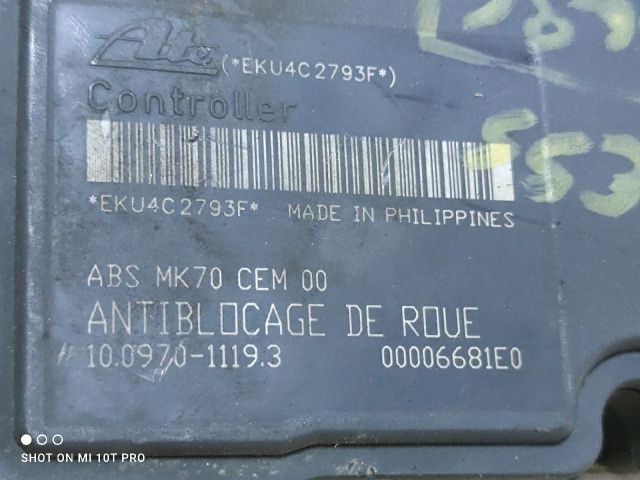 Ate (*EKU4C2793F*)
Controller
*EKU4C2793F* MADE IN PHILIPPINES
ABS MK70 CEM 00
ANTIBLOCAGE DE ROUE
# 10.0970-1119.3 00006681E0
553
SHOT ON MI 10T PRO